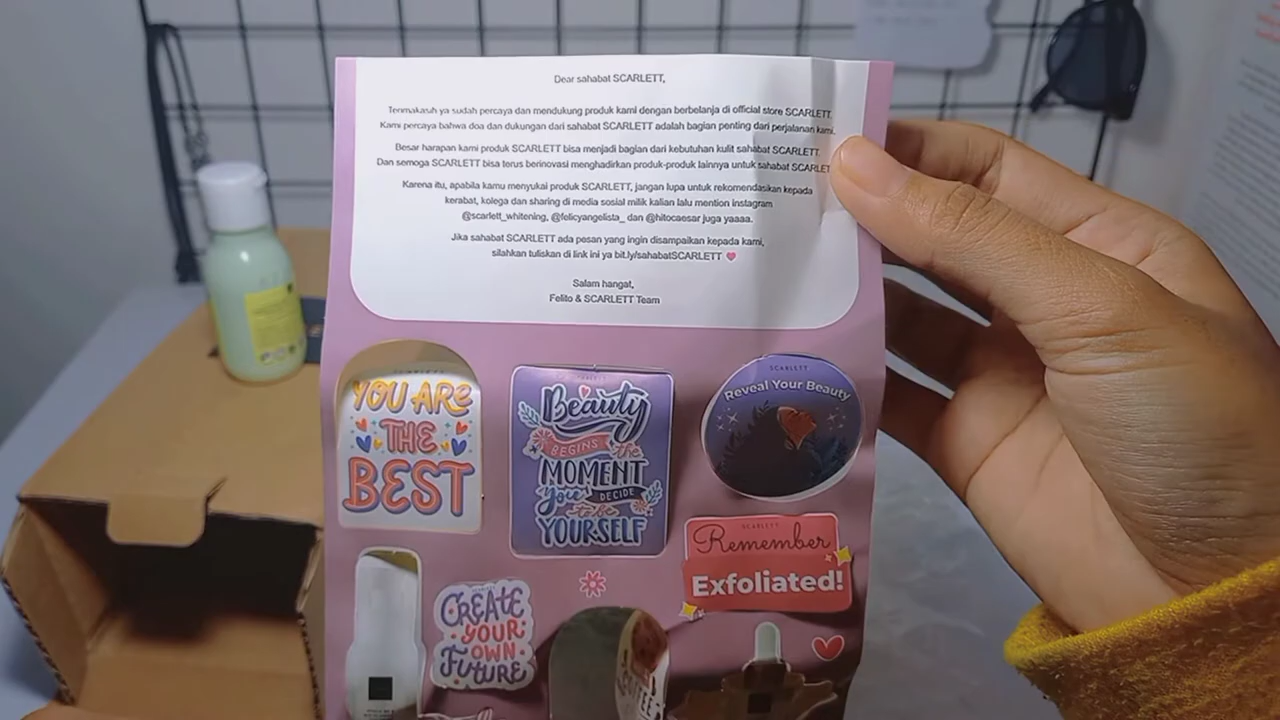 Dear sahabat SCARLETT,
Terimakasih ya sudah percaya dan mendukung produk kami dengan berbelanja di official store SCARLETT.
Kami percaya bahwa doa dan dukungan dari sahabat SCARLETT adalah bagian penting dari perjalanan kami.
Besar harapan kami produk SCARLETT bisa menjadi bagian dari kebutuhan kulit sahabat SCARLETT.
Dan semoga SCARLETT bisa terus berinovasi menghadirkan produk-produk lainnya untuk sahabat SCARLET
Karena itu, apabila kamu menyukai produk SCARLETT, jangan lupa untuk rekomendasikan kepada
kerabat, kolega dan sharing di media sosial milik kalian lalu mention instagram
@scarlett_whitening, @felicyangelista_ dan @hitocaesar juga yaaaa.
Jika sahabat SCARLETT ada pesan yang ingin disampaikan kepada kami,
silahkan tuliskan di link ini ya bit.ly/sahabatSCARLETT
Salam hangat,
Felito & SCARLETT Team
SCARLETT
YOU ARE
THE
BEST
Beauty
BEGINS the
MOMENT
you DECIDE
to be
YOURSELF
SCARLETT
Reveal Your Beauty
SCARLETT
Remember
Exfoliated!
CREATE
YOUR
OWN
FUTURE